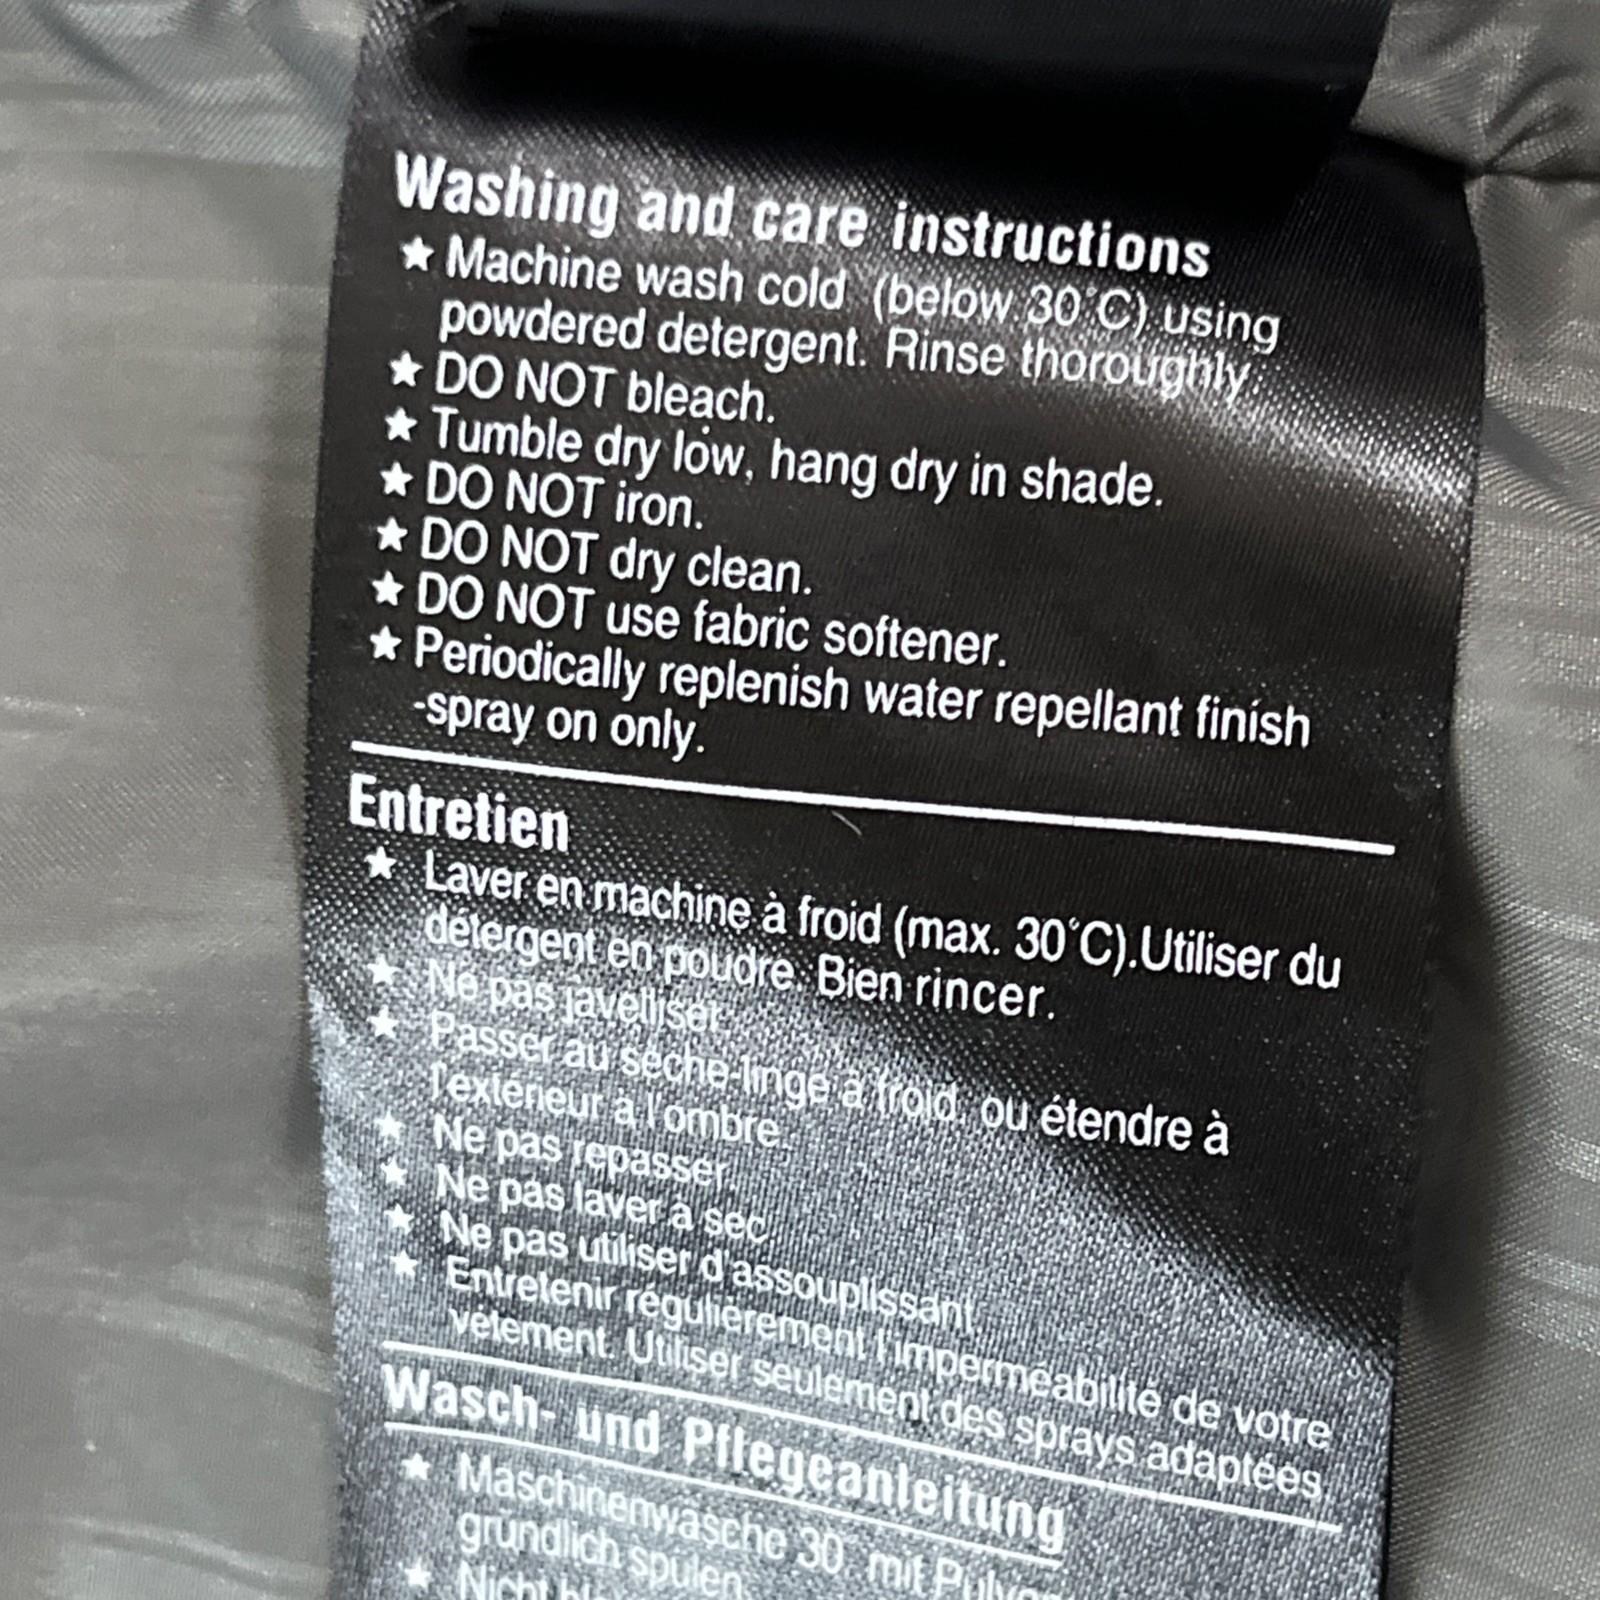 Washing and care instructions
★ Machine wash cold (below 30°C) using
powdered detergent. Rinse thoroughly.
★ DO NOT bleach.
★ Tumble dry low, hang dry in shade.
★ DO NOT iron.
★ DO NOT dry clean.
★ DO NOT use fabric softener.
★ Periodically replenish water repellant finish
-spray on only.
Entretien
★ Laver en machine à froid (max. 30°C).Utiliser du
détergent en poudre. Bien rincer.
★ Ne pas javelliser.
★ Passer au sèche-linge à froid, ou étendre à
l'extérieur à l'ombre.
★ Ne pas repasser.
★ Ne pas laver à sec.
★ Ne pas utiliser d'assouplissant
★ Entretenir régulièrement l'imperméabilité de votre
vêtement. Utiliser seulement des sprays adaptées.
Wasch- und Pflegeanleitung
★ Maschinenwäsche 30° mit
gründlich spülen.
★ Nicht